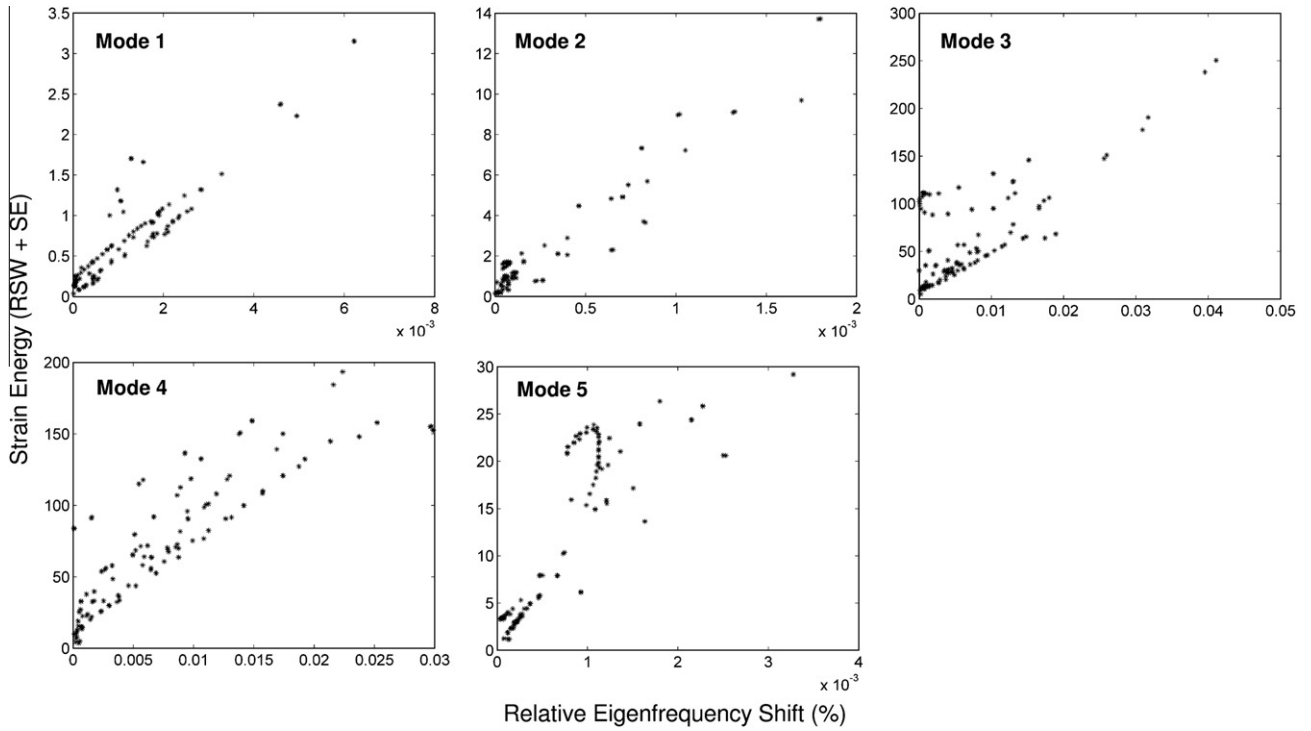 Strain Energy (RSW + SE)
Mode 1
3.5
3
2.5
2
1.5
1
0.5
0
0 2 4 6 8
x 10⁻³
Mode 2
14
12
10
8
6
4
2
0
0 0.5 1 1.5 2
x 10⁻³
Mode 3
300
250
200
150
100
50
0
0 0.01 0.02 0.03 0.04 0.05
Mode 4
200
150
100
50
0
0 0.005 0.01 0.015 0.02 0.025 0.03
Mode 5
30
25
20
15
10
5
0
0 1 2 3 4
x 10⁻³
Relative Eigenfrequency Shift (%)